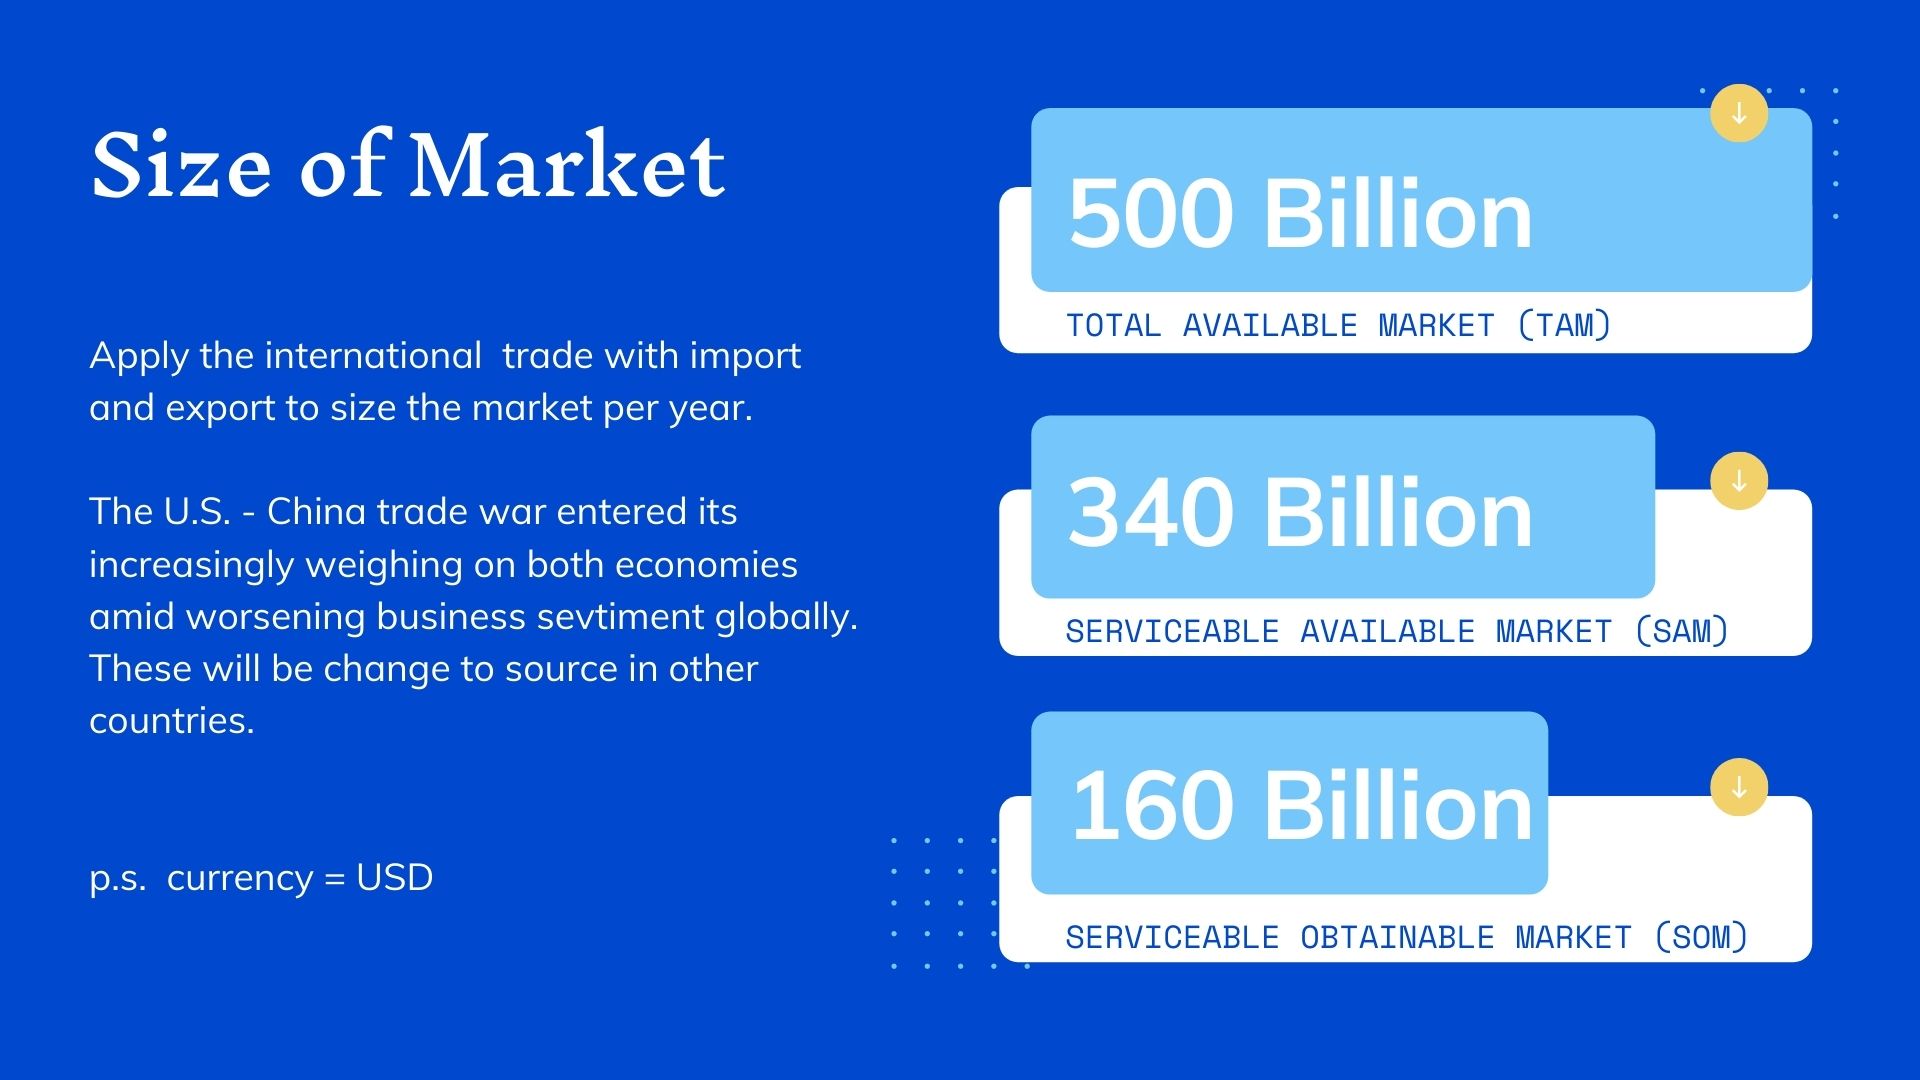 Size of Market
Apply the international  trade with import
and export to size the market per year.
The U.S. - China trade war entered its
increasingly weighing on both economies
amid worsening business sevtiment globally.
These will be change to source in other
countries.
p.s.  currency = USD
500 Billion
TOTAL AVAILABLE MARKET (TAM)
340 Billion
SERVICEABLE AVAILABLE MARKET (SAM)
160 Billion
SERVICEABLE OBTAINABLE MARKET (SOM)